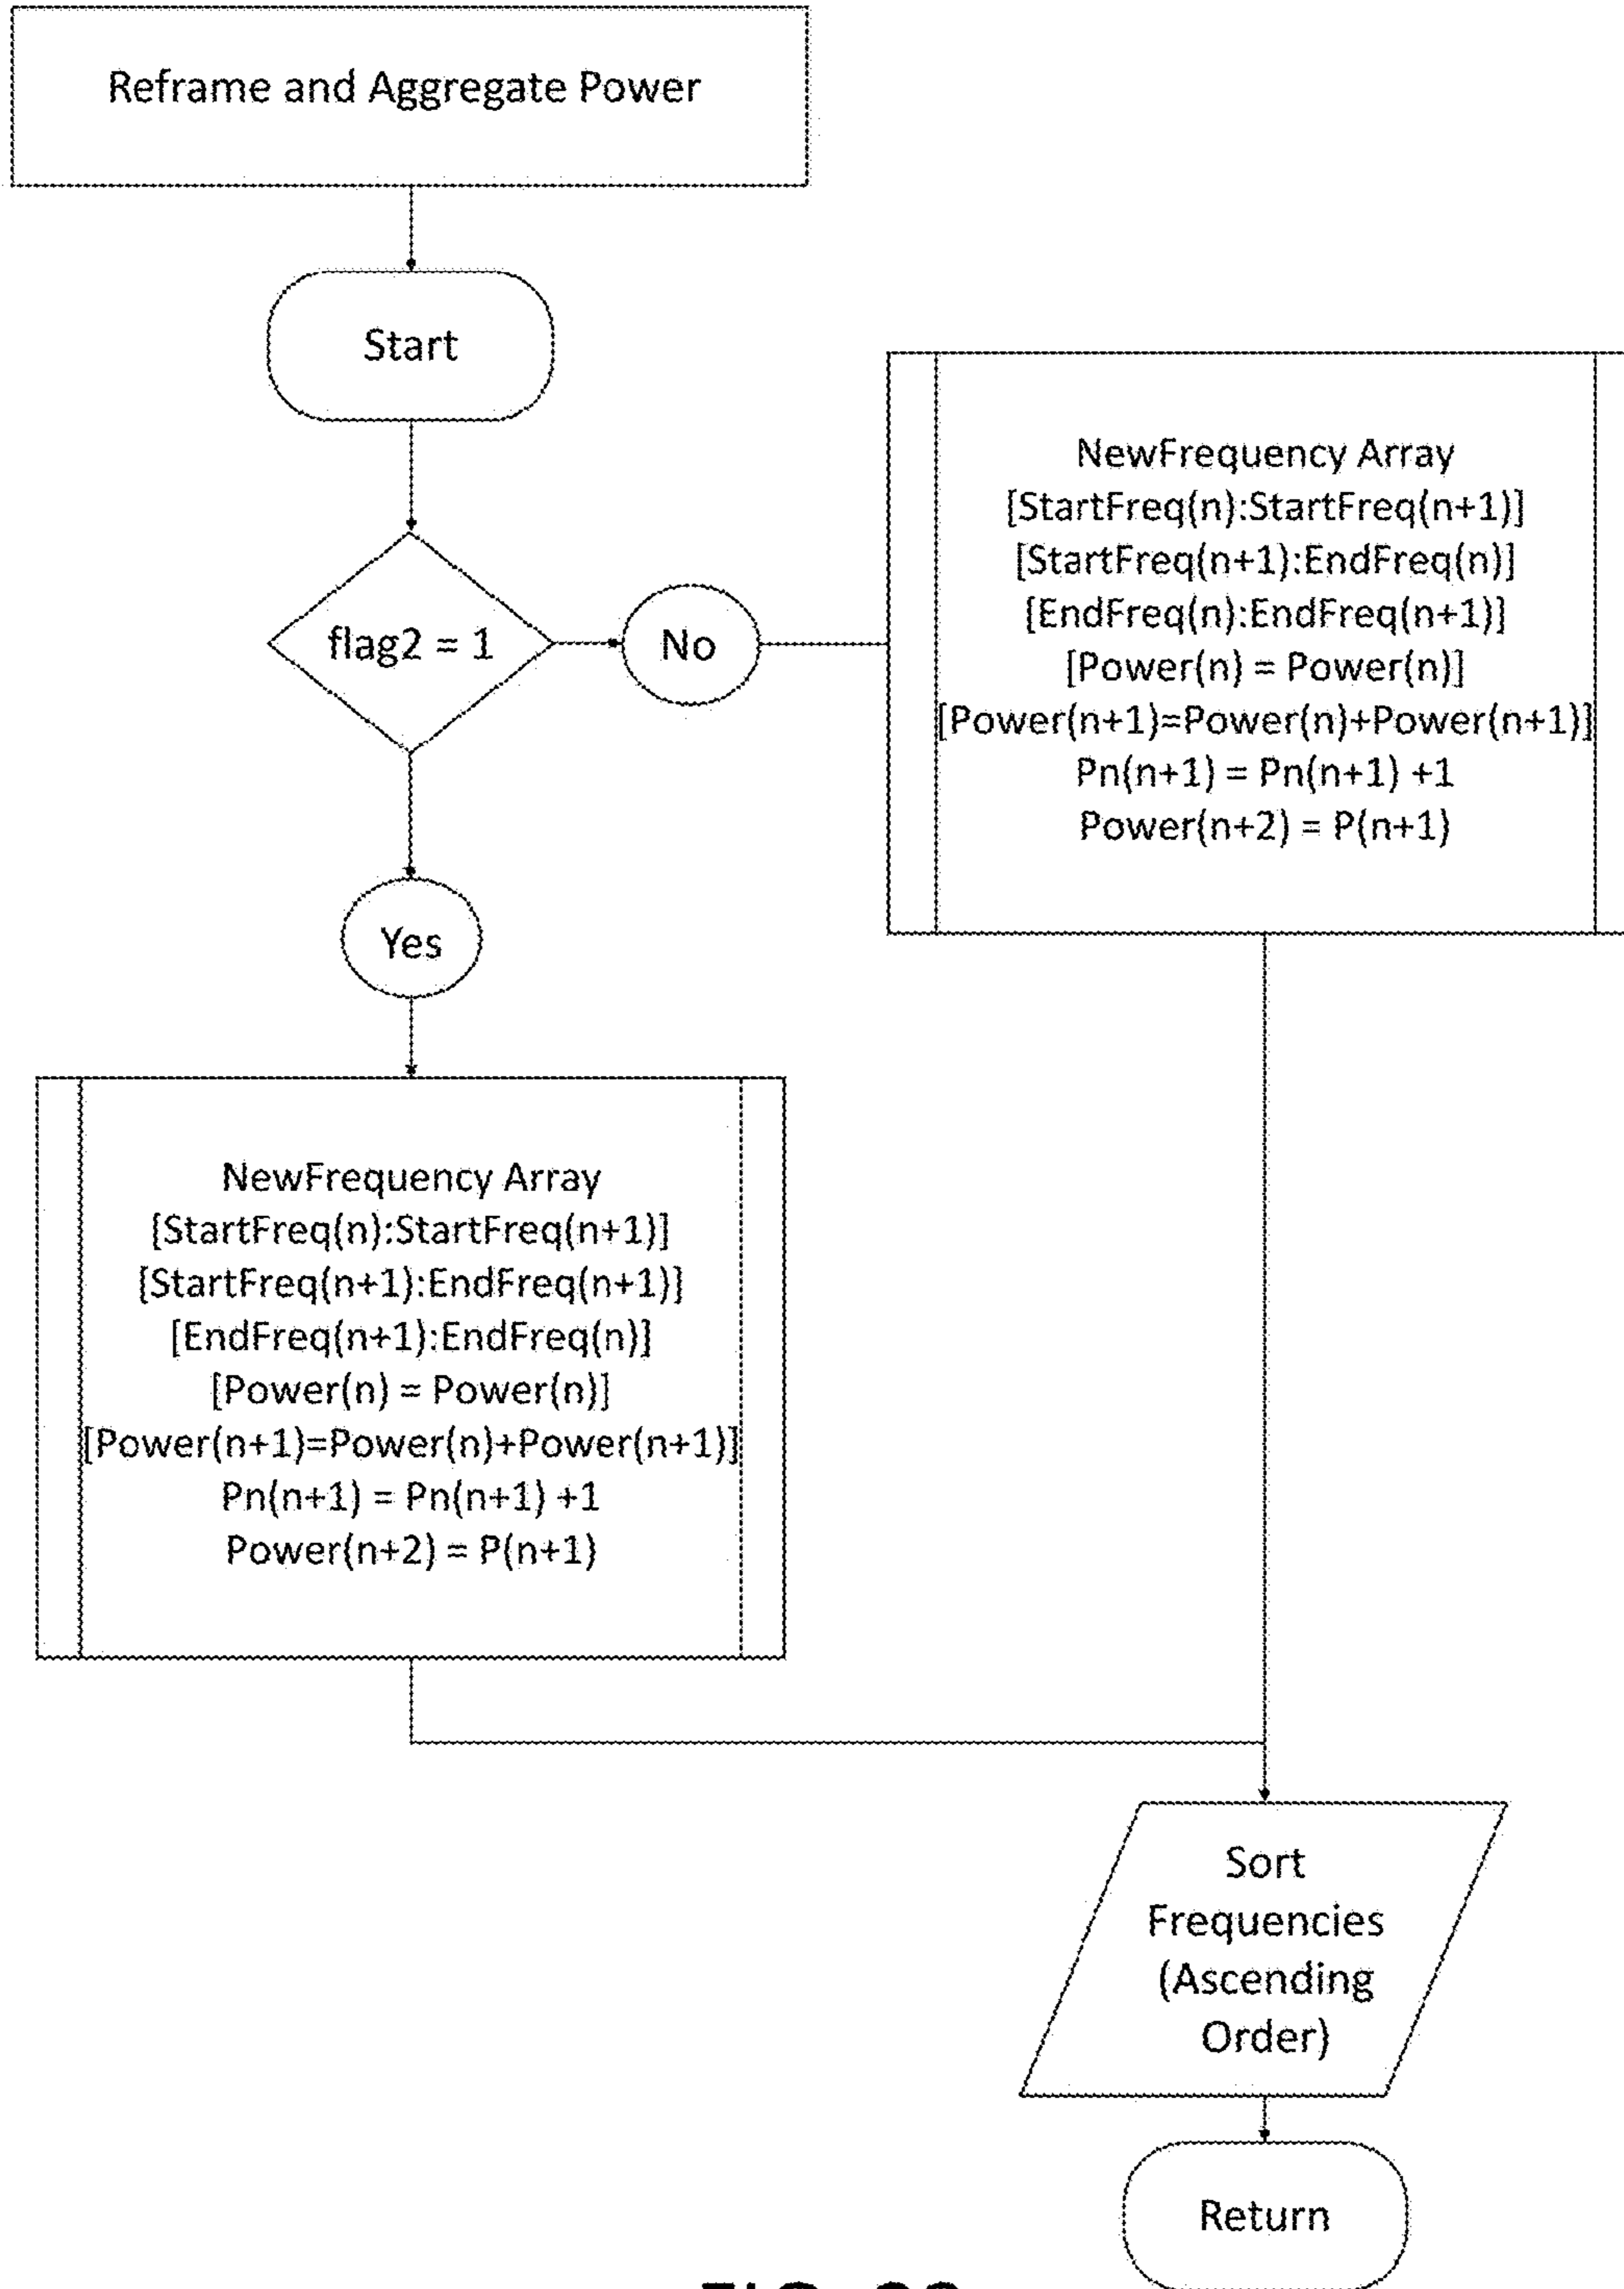 Reframe and Aggregate Power
Start
flag2 = 1
No
NewFrequency Array
[StartFreq(n):StartFreq(n+1)]
[StartFreq(n+1):EndFreq(n)]
[EndFreq(n):EndFreq(n+1)]
[Power(n) = Power(n)]
[Power(n+1)=Power(n)+Power(n+1)]
Pn(n+1) = Pn(n+1) +1
Power(n+2) = P(n+1)
Yes
NewFrequency Array
[StartFreq(n):StartFreq(n+1)]
[StartFreq(n+1):EndFreq(n+1)]
[EndFreq(n+1):EndFreq(n)]
[Power(n) = Power(n)]
[Power(n+1)=Power(n)+Power(n+1)]
Pn(n+1) = Pn(n+1) +1
Power(n+2) = P(n+1)
Sort
Frequencies
(Ascending
Order)
Return
FIG.